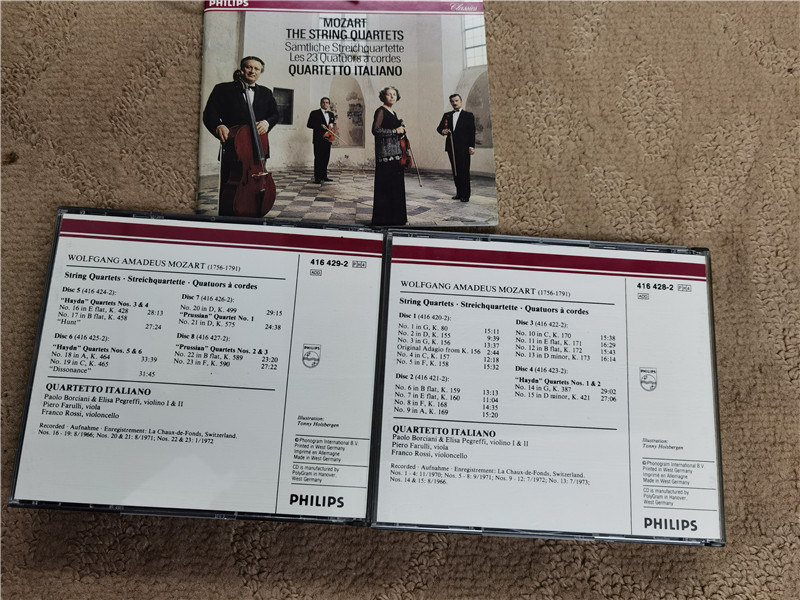 PHILIPS
Classics
MOZART
THE STRING QUARTETS
Sämtliche Streichquartette
Les 23 Quatuors à cordes
QUARTETTO ITALIANO
WOLFGANG AMADEUS MOZART (1756-1791)
416 429-2
ADD
String Quartets · Streichquartette · Quatuors à cordes
Disc 5 (416 424-2):
"Haydn" Quartets Nos. 3 & 4
No. 16 in E flat, K. 428 28:13
No. 17 in B flat, K. 458
"Hunt" 27:24
Disc 6 (416 425-2):
"Haydn" Quartets Nos. 5 & 6
No. 18 in A, K. 464 33:39
No. 19 in C, K. 465
"Dissonance" 31:45
Disc 7 (416 426-2):
No. 20 in D, K. 499 29:15
"Prussian" Quartet No. 1
No. 21 in D, K. 575 24:38
Disc 8 (416 427-2):
"Prussian" Quartets Nos. 2 & 3
No. 22 in B flat, K. 589 23:20
No. 23 in F, K. 590 27:22
QUARTETTO ITALIANO
Paolo Borciani & Elisa Pegreffi, violino I & II
Piero Farulli, viola
Franco Rossi, violoncello
Recorded · Aufnahme · Enregistrement: La Chaux-de-Fonds, Switzerland.
Nos. 16 - 19: 8/1966; Nos. 20 & 21: 8/1971; Nos. 22 & 23: 1/1972
Illustration:
Tonny Holsbergen
℗ Phonogram International B.V.
Printed in West Germany
Imprimé en Allemagne
Made in West Germany
CD is manufactured by
PolyGram in Hanover,
West Germany
PHILIPS
WOLFGANG AMADEUS MOZART (1756-1791)
416 428-2
ADD
String Quartets · Streichquartette · Quatuors à cordes
Disc 1 (416 420-2):
No. 1 in G, K. 80 15:11
No. 2 in D, K. 155 9:39
No. 3 in G, K. 156 13:37
Original Adagio from K. 156 2:44
No. 4 in C, K. 157 12:18
No. 5 in F, K. 158 15:32
Disc 2 (416 421-2):
No. 6 in B flat, K. 159 13:13
No. 7 in E flat, K. 160 11:04
No. 8 in F, K. 168 14:35
No. 9 in A, K. 169 15:20
Disc 3 (416 422-2):
No. 10 in C, K. 170 15:38
No. 11 in E flat, K. 171 16:29
No. 12 in B flat, K. 172 15:43
No. 13 in D minor, K. 173 16:14
Disc 4 (416 423-2):
"Haydn" Quartets Nos. 1 & 2
No. 14 in G, K. 387 29:02
No. 15 in D minor, K. 421 27:06
QUARTETTO ITALIANO
Paolo Borciani & Elisa Pegreffi, violino I & II
Piero Farulli, viola
Franco Rossi, violoncello
Recorded · Aufnahme · Enregistrement: La Chaux-de-Fonds, Switzerland.
Nos. 1 - 4: 11/1970; Nos. 5 - 8: 9/1971; Nos. 9 - 12: 7/1972; No. 13: 7/1973;
Nos. 14 & 15: 8/1966.
Illustration:
Tonny Holsbergen
℗ Phonogram International B.V.
Printed in West Germany
Imprimé en Allemagne
Made in West Germany
CD is manufactured by
PolyGram in Hanover,
West Germany
PHILIPS